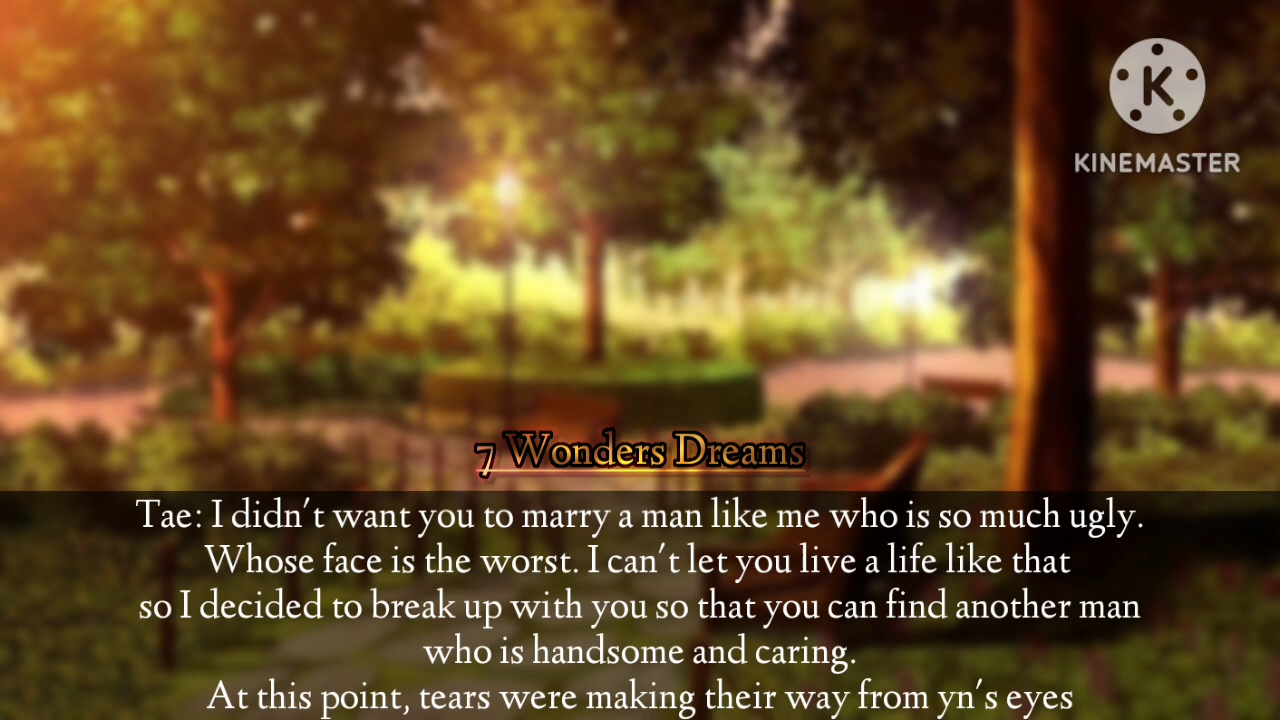 KINEMASTER
7 Wonders Dreams
Tae: I didn't want you to marry a man like me who is so much ugly.
Whose face is the worst. I can't let you live a life like that
so I decided to break up with you so that you can find another man
who is handsome and caring.
At this point, tears were making their way from yn's eyes